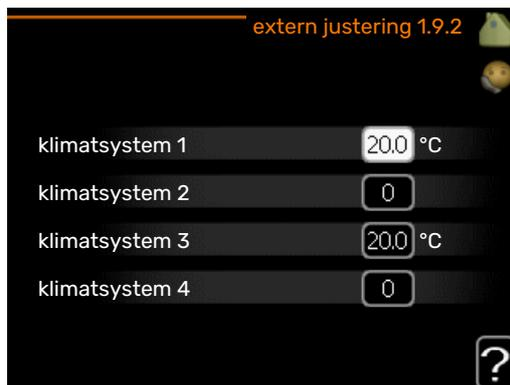 extern justering 1.9.2
klimatsystem 1 20.0 °C
klimatsystem 2 0
klimatsystem 3 20.0 °C
klimatsystem 4 0
?